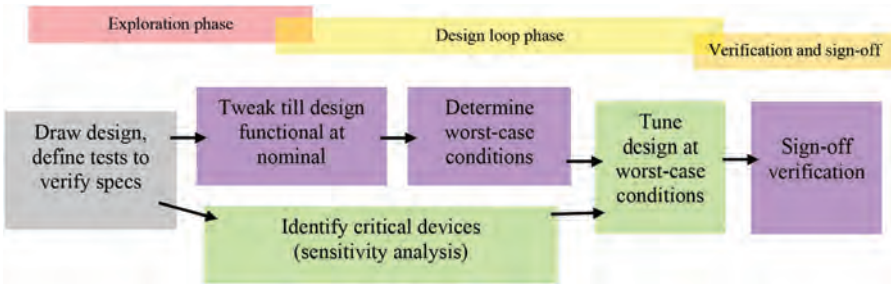 Exploration phase
Design loop phase
Verification and sign-off
Draw design,
define tests to
verify specs
Tweak till design
functional at
nominal
Determine
worst-case
conditions
Tune
design at
worst-case
conditions
Sign-off
verification
Identify critical devices
(sensitivity analysis)